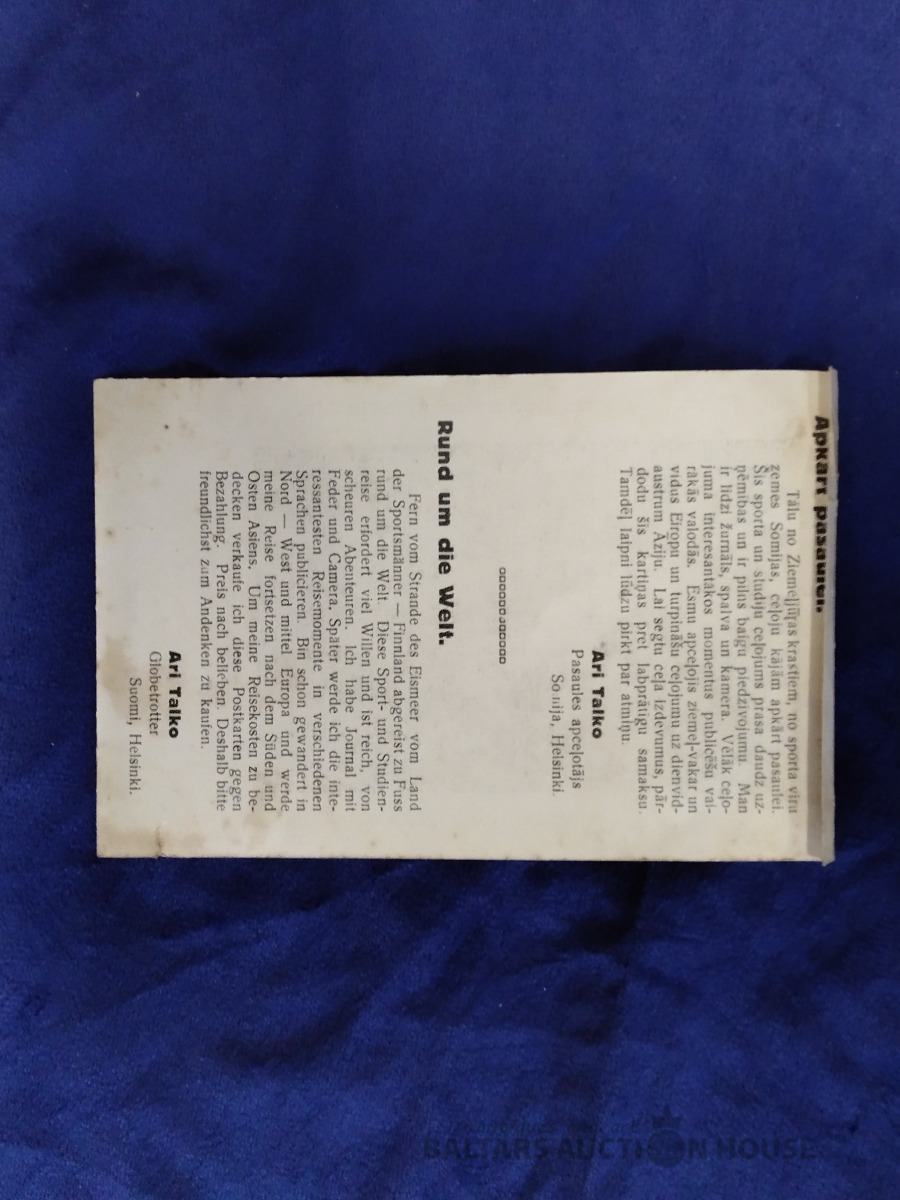 Apkārt pasaulei.
Tālu no Ziemeļjūŗas krastiem, no sporta vīru
zemes Somijas, ceļoju kājām apkārt pasaulei.
Šis sporta un studiju ceļojums prasa daudz uz-
ņēmības un ir pilns baigu piedzīvojumu. Man
ir līdzi žurnāls, spalva un kamera. Vēlāk ceļo-
juma interesantākos momentus publicēšu vai-
rākās valodās. Esmu apceļojis ziemeļ-vakar un
vidus Eiropu un turpināšu ceļojumu uz dienvid-
austrum Āziju. Lai segtu ceļa izdevumus, pār-
dodu šīs kartiņas pret labprātīgu samaksu.
Tamdēļ laipni lūdzu pirkt par atmiņu.
Ari Talko
Pasaules apceļotājs
Somija, Helsinki.
Rund um die Welt.
Fern vom Strande des Eismeer vom Land
der Sportsmänner — Finnland abgereist zu Fuss
rund um die Welt. Diese Sport- und Studien-
reise erfordert viel Willen und ist reich, von
scheuren Abenteuren. Ich habe Journal mit
Feder und Camera. Später werde ich die inte-
ressantesten Reisemomente in verschiedenen
Sprachen publicieren. Bin schon gewandert in
Nord — West und mittel Europa und werde
meine Reise fortsetzen nach dem Süden und
Osten Asiens. Um meine Reisekosten zu be-
decken verkaufe ich diese Postkarten gegen
Bezahlung. Preis nach belieben. Deshalb bitte
freundlichst zum Andenken zu kaufen.
Ari Talko
Globetrotter
Suomi, Helsinki.
BALTARS AUCTION HOUSE